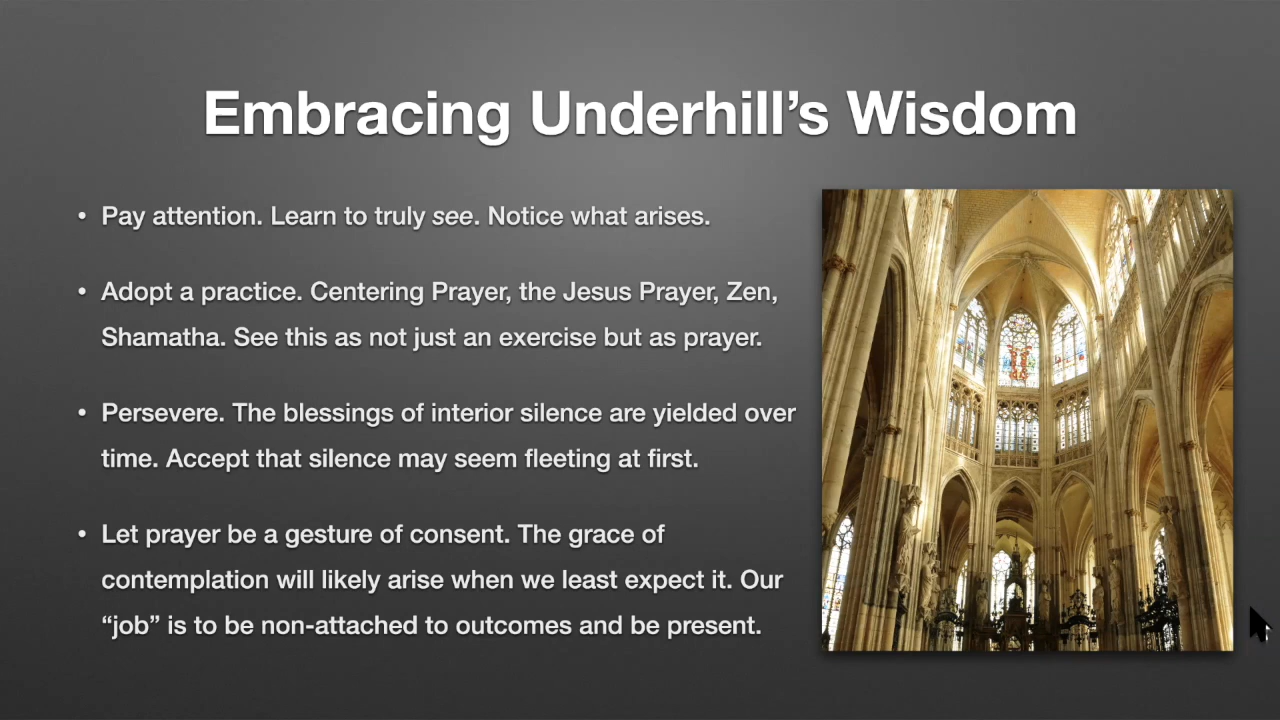 Embracing Underhill’s Wisdom
• Pay attention. Learn to truly see. Notice what arises.
• Adopt a practice. Centering Prayer, the Jesus Prayer, Zen,
Shamatha. See this as not just an exercise but as prayer.
• Persevere. The blessings of interior silence are yielded over
time. Accept that silence may seem fleeting at first.
• Let prayer be a gesture of consent. The grace of
contemplation will likely arise when we least expect it. Our
“job” is to be non-attached to outcomes and be present.